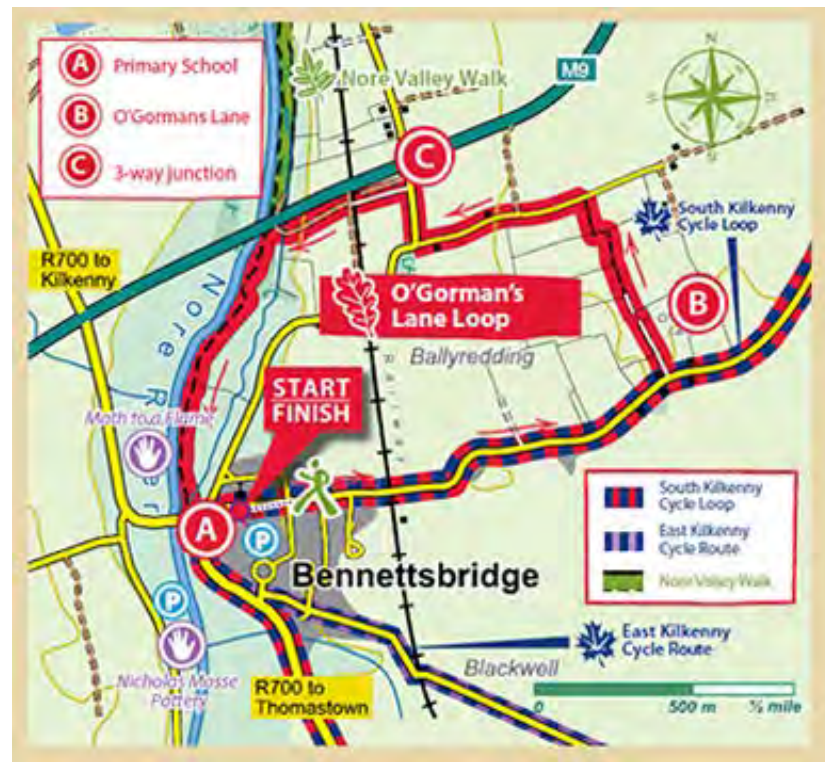 A Primary School
B O'Gormans Lane
C 3-way junction
Nore Valley Walk
M9
N
C
South Kilkenny
Cycle Loop
R700 to
Kilkenny
O'Gorman's
Lane Loop
B
Ballyredding
Railway
Nore River
START
FINISH
Moth to a Flame
A
P
Bennettsbridge
South Kilkenny
Cycle Loop
East Kilkenny
Cycle Route
Nore Valley Walk
P
Nicholas Mosse
Pottery
R700 to
Thomastown
Blackwell
East Kilkenny
Cycle Route
0 500 m ½ mile